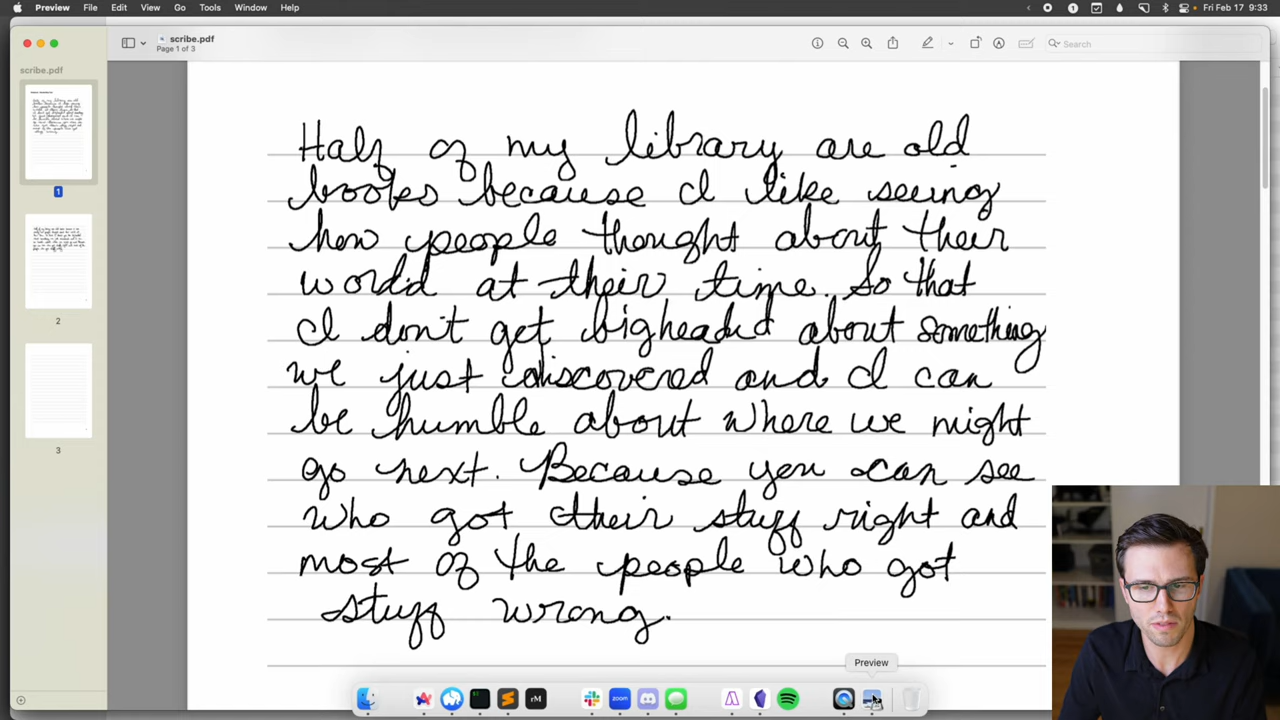 Preview File Edit View Go Tools Window Help
Fri Feb 17 9:33
scribe.pdf
Page 1 of 3
Search
scribe.pdf
1
2
3
Half of my library are old
books because I like seeing
how people thought about their
world at their time. So that
I don't get bigheaded about something
we just discovered and I can
be humble about where we might
go next. Because you can see
who got their stuff right and
most of the people who got
stuff wrong.
Preview
zoom
rM